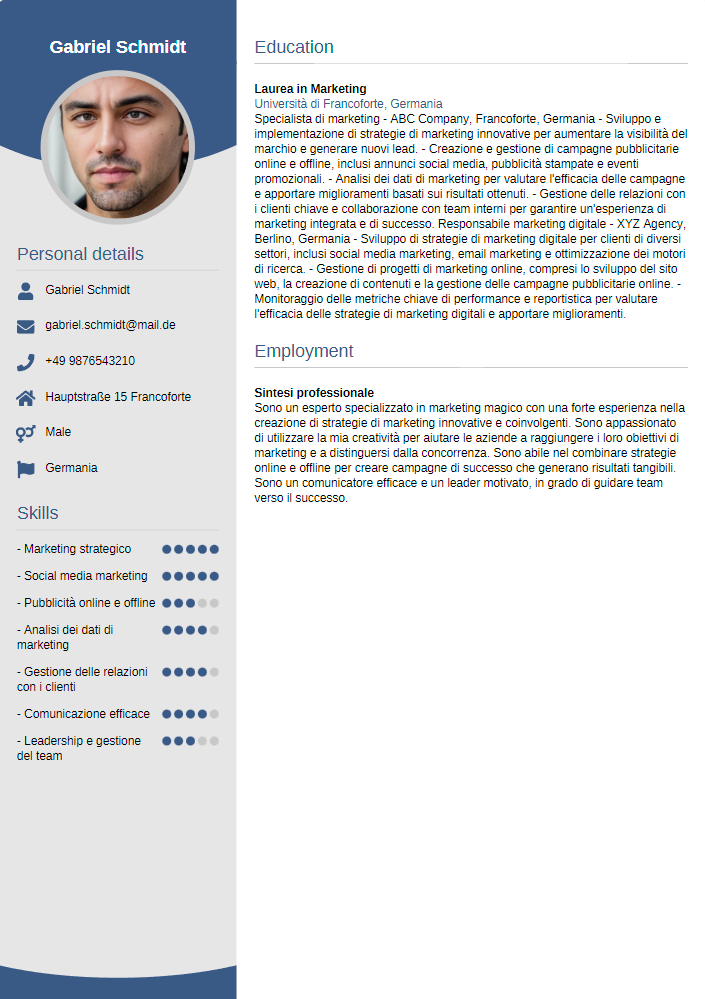 Gabriel Schmidt
Personal details
Gabriel Schmidt
gabriel.schmidt@mail.de
+49 9876543210
Hauptstraße 15 Francoforte
Male
Germania
Skills
- Marketing strategico
- Social media marketing
- Pubblicità online e offline
- Analisi dei dati di
marketing
- Gestione delle relazioni
con i clienti
- Comunicazione efficace
- Leadership e gestione
del team
Education
Laurea in Marketing
Università di Francoforte, Germania
Specialista di marketing - ABC Company, Francoforte, Germania - Sviluppo e
implementazione di strategie di marketing innovative per aumentare la visibilità del
marchio e generare nuovi lead. - Creazione e gestione di campagne pubblicitarie
online e offline, inclusi annunci social media, pubblicità stampate e eventi
promozionali. - Analisi dei dati di marketing per valutare l'efficacia delle campagne
e apportare miglioramenti basati sui risultati ottenuti. - Gestione delle relazioni con
i clienti chiave e collaborazione con team interni per garantire un'esperienza di
marketing integrata e di successo. Responsabile marketing digitale - XYZ Agency,
Berlino, Germania - Sviluppo di strategie di marketing digitale per clienti di diversi
settori, inclusi social media marketing, email marketing e ottimizzazione dei motori
di ricerca. - Gestione di progetti di marketing online, compresi lo sviluppo del sito
web, la creazione di contenuti e la gestione delle campagne pubblicitarie online. -
Monitoraggio delle metriche chiave di performance e reportistica per valutare
l'efficacia delle strategie di marketing digitali e apportare miglioramenti.
Employment
Sintesi professionale
Sono un esperto specializzato in marketing magico con una forte esperienza nella
creazione di strategie di marketing innovative e coinvolgenti. Sono appassionato
di utilizzare la mia creatività per aiutare le aziende a raggiungere i loro obiettivi di
marketing e a distinguersi dalla concorrenza. Sono abile nel combinare strategie
online e offline per creare campagne di successo che generano risultati tangibili.
Sono un comunicatore efficace e un leader motivato, in grado di guidare team
verso il successo.